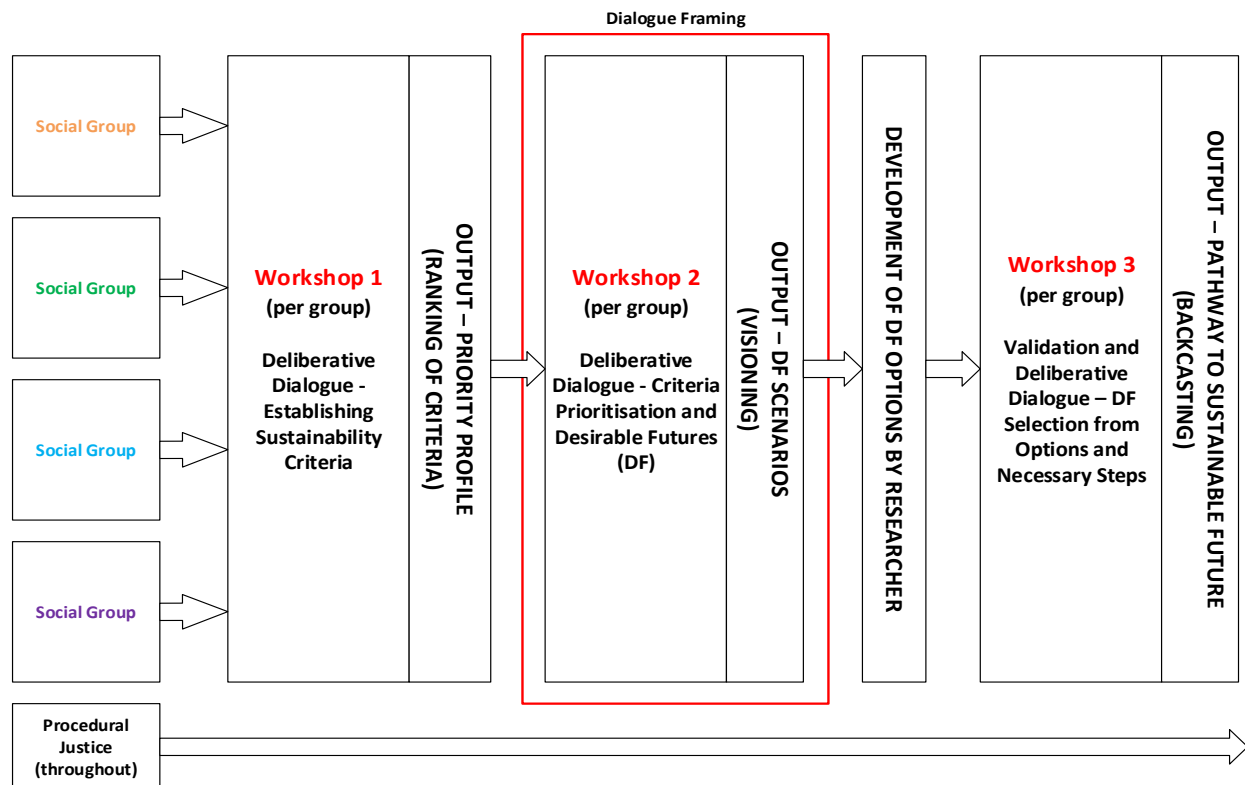 Dialogue Framing
Social Group
Social Group
Social Group
Social Group
Workshop 1
(per group)
Deliberative
Dialogue -
Establishing
Sustainability
Criteria
OUTPUT – PRIORITY PROFILE
(RANKING OF CRITERIA)
Workshop 2
(per group)
Deliberative
Dialogue - Criteria
Prioritisation and
Desirable Futures
(DF)
OUTPUT – DF SCENARIOS
(VISIONING)
DEVELOPMENT OF DF OPTIONS BY RESEARCHER
Workshop 3
(per group)
Validation and
Deliberative
Dialogue – DF
Selection from
Options and
Necessary Steps
OUTPUT – PATHWAY TO SUSTAINABLE FUTURE
(BACKCASTING)
Procedural
Justice
(throughout)